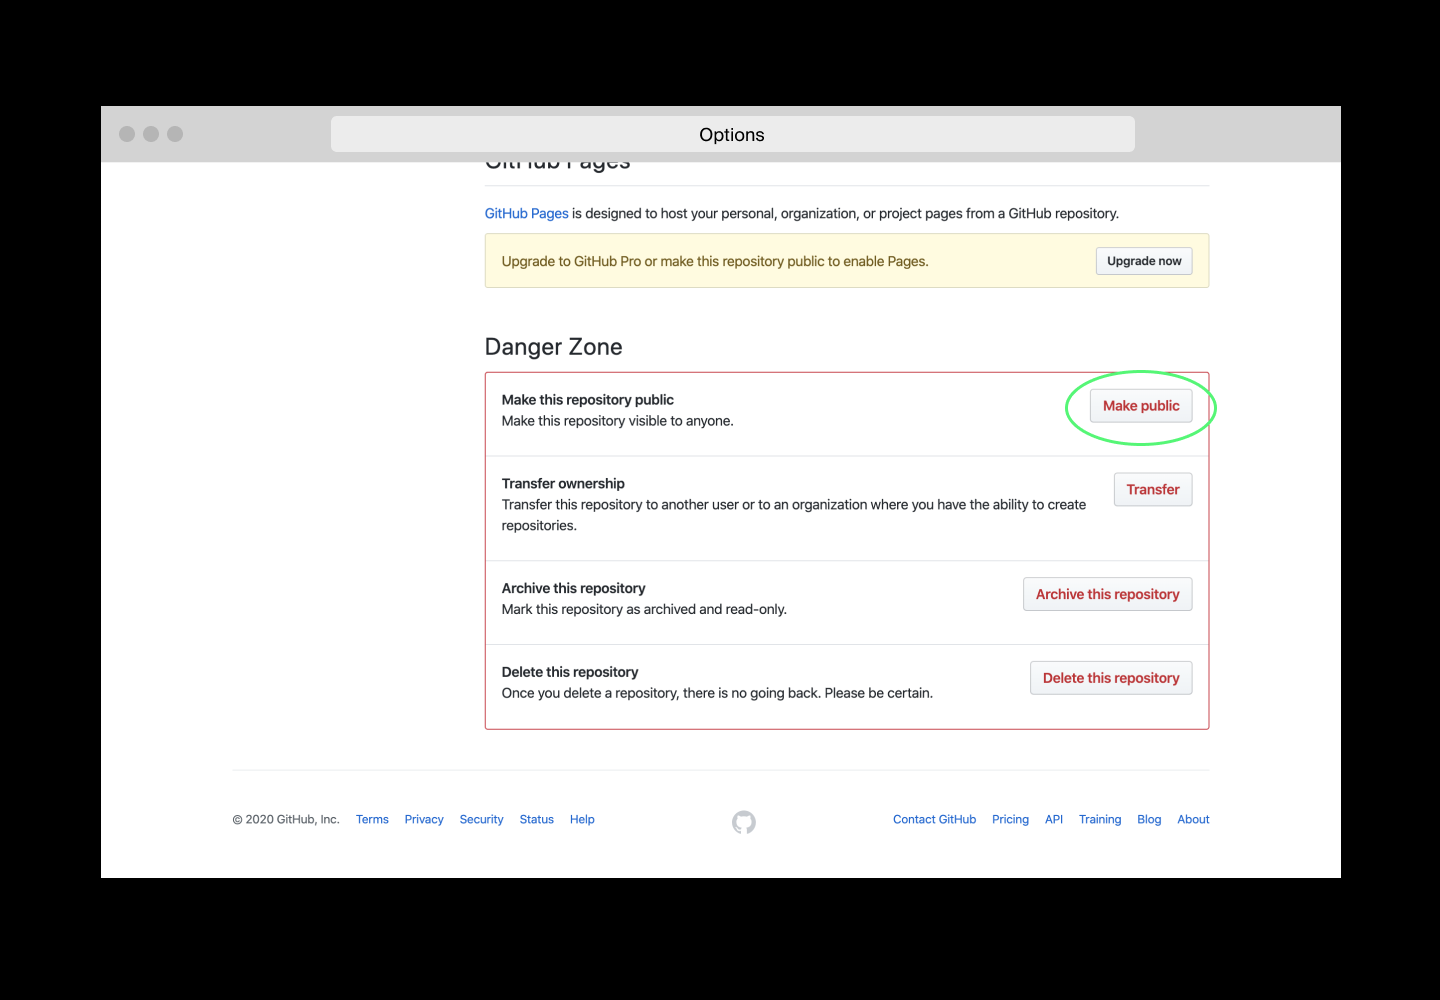 Options
GitHub Pages
GitHub Pages is designed to host your personal, organization, or project pages from a GitHub repository.
Upgrade to GitHub Pro or make this repository public to enable Pages.
Upgrade now
Danger Zone
Make this repository public
Make this repository visible to anyone.
Make public
Transfer ownership
Transfer this repository to another user or to an organization where you have the ability to create
repositories.
Transfer
Archive this repository
Mark this repository as archived and read-only.
Archive this repository
Delete this repository
Once you delete a repository, there is no going back. Please be certain.
Delete this repository
© 2020 GitHub, Inc. Terms Privacy Security Status Help Contact GitHub Pricing API Training Blog About